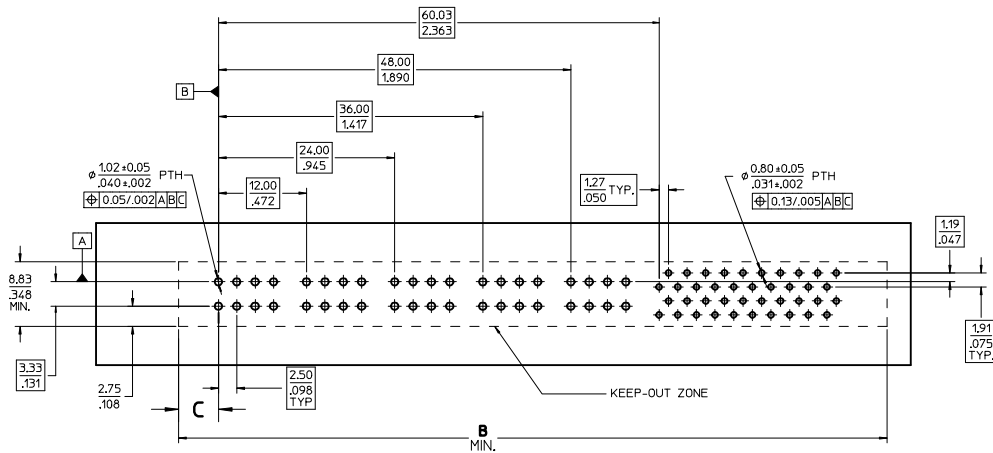 60.03
2.363
48.00
1.890
B
36.00
1.417
24.00
.945
⌀ 1.02±0.05 PTH
.040±.002
⌖ 0.05/.002 A B C
12.00
.472
1.27 TYP.
.050
⌀ 0.80±0.05 PTH
.031±.002
⌖ 0.13/.005 A B C
1.19
.047
A
8.83
.348
MIN.
1.91
.075
TYP.
3.33
.131
2.75
.108
2.50
.098
TYP
KEEP-OUT ZONE
C
B
MIN.